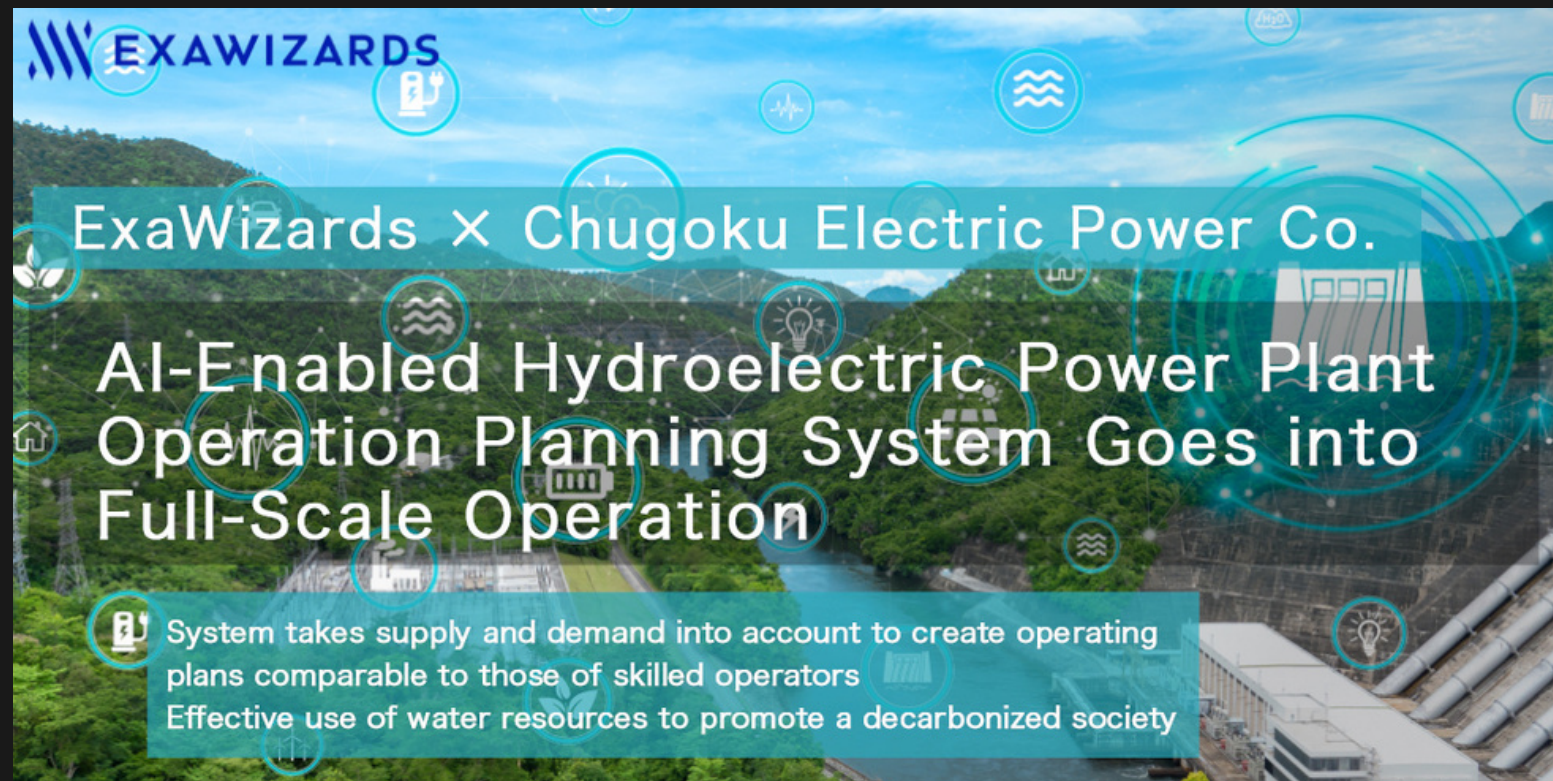 EXAWIZARDS
ExaWizards × Chugoku Electric Power Co.
AI-Enabled Hydroelectric Power Plant
Operation Planning System Goes into
Full-Scale Operation
System takes supply and demand into account to create operating
plans comparable to those of skilled operators
Effective use of water resources to promote a decarbonized society
H₂O